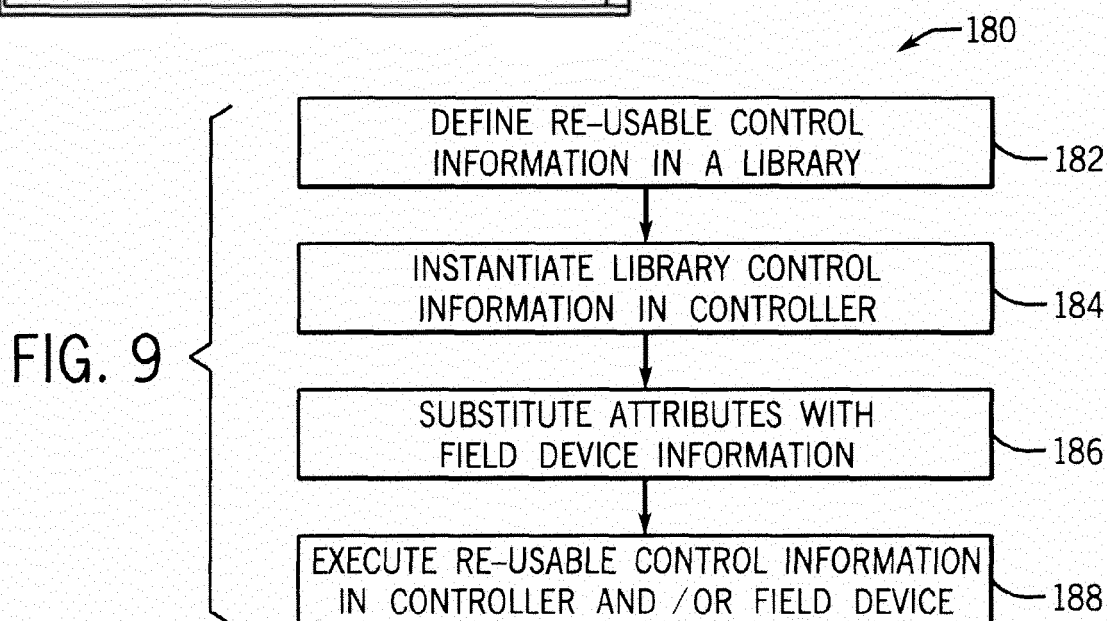 180
DEFINE RE-USABLE CONTROL
INFORMATION IN A LIBRARY
182
INSTANTIATE LIBRARY CONTROL
INFORMATION IN CONTROLLER
184
FIG. 9
SUBSTITUTE ATTRIBUTES WITH
FIELD DEVICE INFORMATION
186
EXECUTE RE-USABLE CONTROL INFORMATION
IN CONTROLLER AND /OR FIELD DEVICE
188